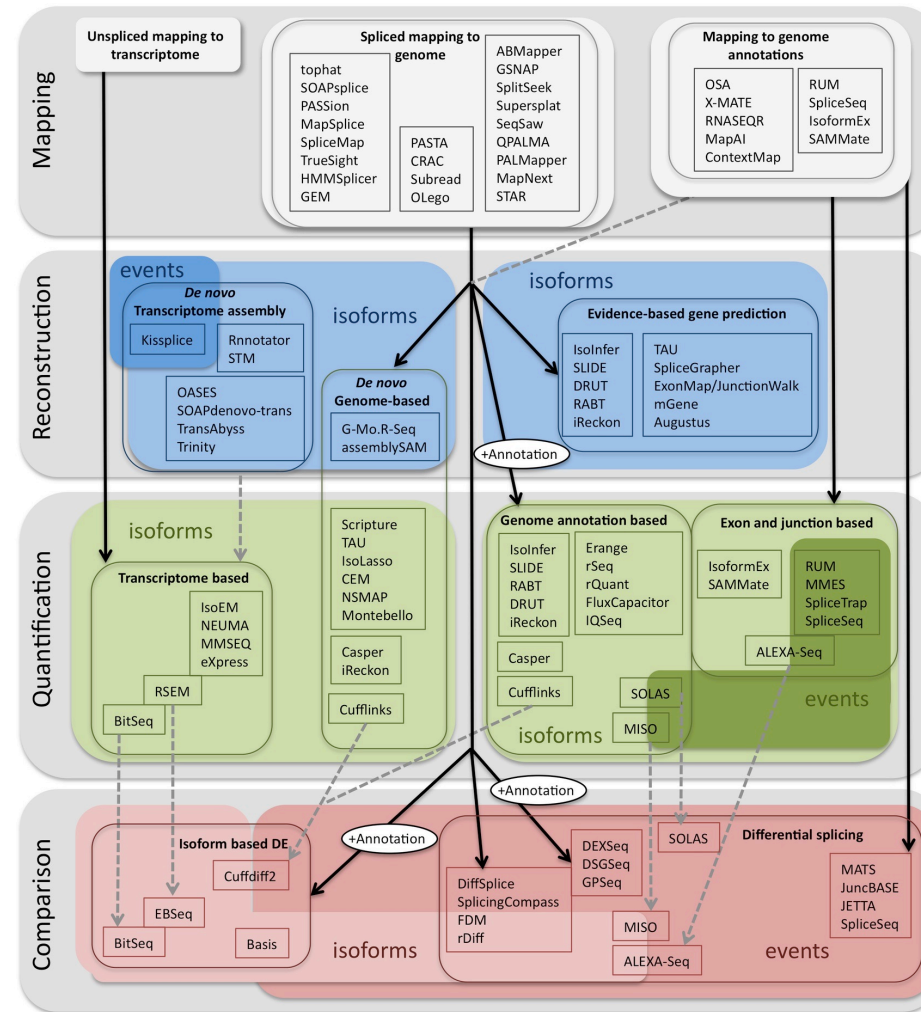 Mapping
Unspliced mapping to
transcriptome
Spliced mapping to
genome
tophat
SOAPsplice
PASSion
MapSplice
SpliceMap
TrueSight
HMMSplicer
GEM
PASTA
CRAC
Subread
OLego
ABMapper
GSNAP
SplitSeek
Supersplat
SeqSaw
QPALMA
PALMapper
MapNext
STAR
Mapping to genome
annotations
OSA
X-MATE
RNASEQR
MapAI
ContextMap
RUM
SpliceSeq
IsoformEx
SAMMate
Reconstruction
events
De novo
Transcriptome assembly
Kissplice
Rnnotator
STM
OASES
SOAPdenovo-trans
TransAbyss
Trinity
isoforms
De novo
Genome-based
G-Mo.R-Seq
assemblySAM
isoforms
Evidence-based gene prediction
IsoInfer
SLIDE
DRUT
RABT
iReckon
TAU
SpliceGrapher
ExonMap/JunctionWalk
mGene
Augustus
+Annotation
Quantification
isoforms
Transcriptome based
IsoEM
NEUMA
MMSEQ
eXpress
RSEM
BitSeq
Scripture
TAU
IsoLasso
CEM
NSMAP
Montebello
Casper
iReckon
Cufflinks
Genome annotation based
IsoInfer
SLIDE
RABT
DRUT
iReckon
Erange
rSeq
rQuant
FluxCapacitor
IQSeq
Casper
Cufflinks
SOLAS
MISO
isoforms
Exon and junction based
IsoformEx
SAMMate
RUM
MMES
SpliceTrap
SpliceSeq
ALEXA-Seq
events
Comparison
+Annotation
+Annotation
Isoform based DE
Cuffdiff2
EBSeq
BitSeq
Basis
isoforms
Differential splicing
DiffSplice
SplicingCompass
FDM
rDiff
DEXSeq
DSGSeq
GPSeq
SOLAS
MISO
ALEXA-Seq
MATS
JuncBASE
JETTA
SpliceSeq
events